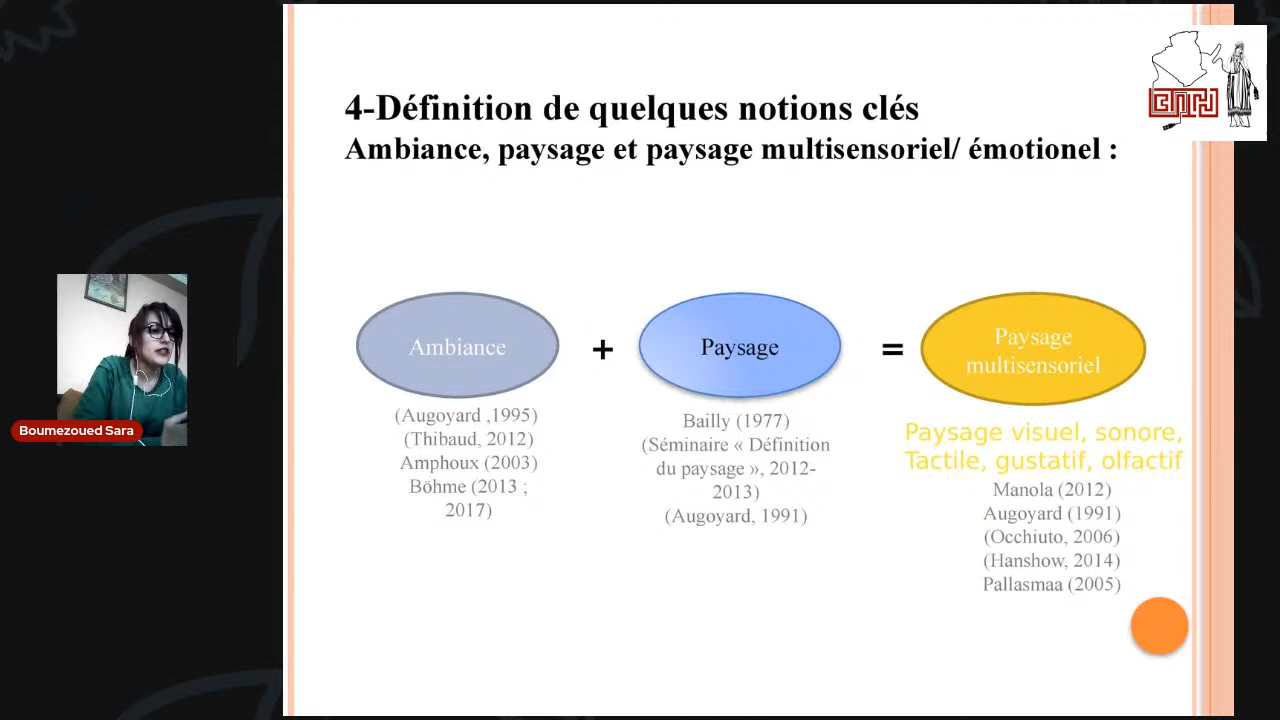 4-Définition de quelques notions clés
Ambiance, paysage et paysage multisensoriel/ émotionel :
Ambiance
+
Paysage
=
Paysage
multisensoriel
(Augoyard ,1995)
(Thibaud, 2012)
Amphoux (2003)
Böhme (2013 ;
2017)
Bailly (1977)
(Séminaire « Définition
du paysage », 2012-
2013)
(Augoyard, 1991)
Paysage visuel, sonore,
Tactile, gustatif, olfactif
Manola (2012)
Augoyard (1991)
(Occhiuto, 2006)
(Hanshow, 2014)
Pallasmaa (2005)
Boumezoued Sara